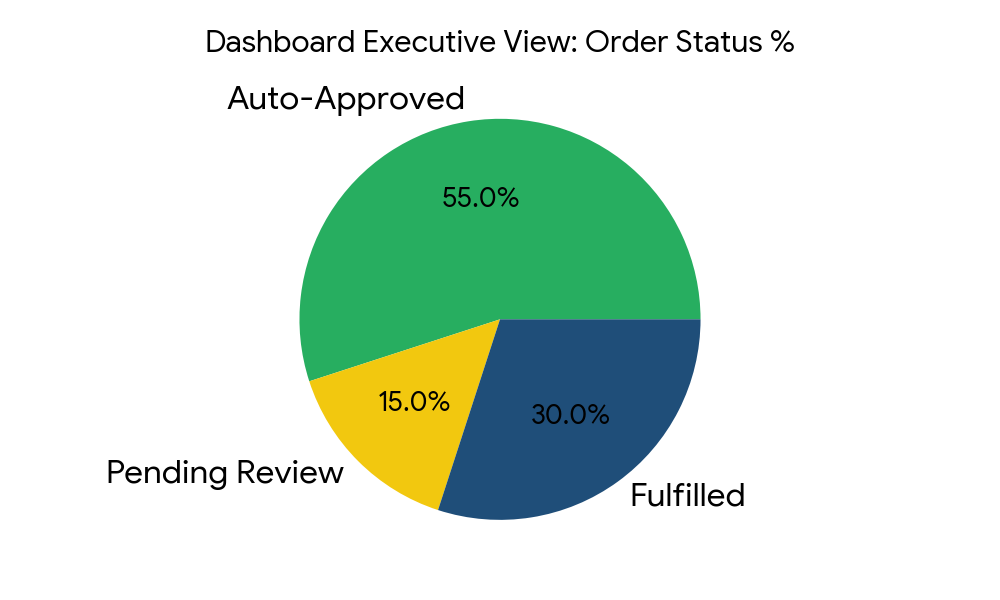 Dashboard Executive View: Order Status %
Auto-Approved
55.0%
15.0%
30.0%
Pending Review
Fulfilled